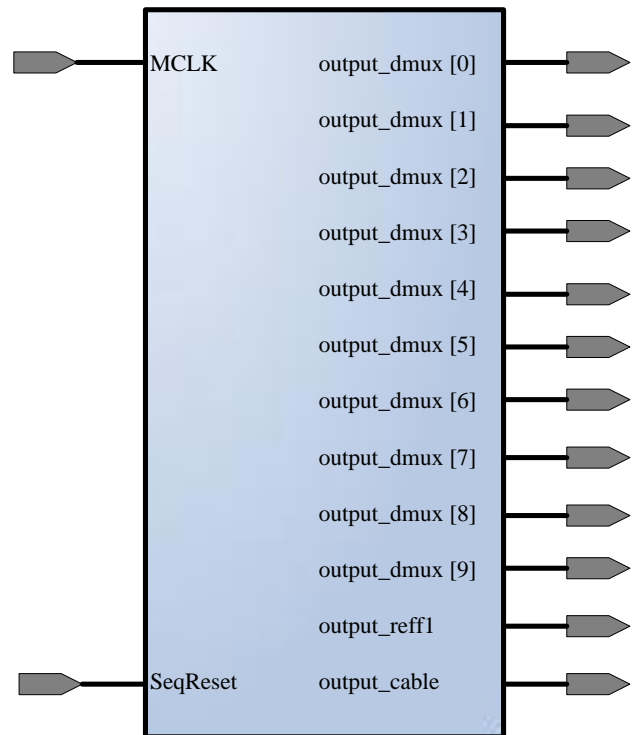 MCLK output_dmux [0]
output_dmux [1]
output_dmux [2]
output_dmux [3]
output_dmux [4]
output_dmux [5]
output_dmux [6]
output_dmux [7]
output_dmux [8]
output_dmux [9]
output_reff1
SeqReset output_cable